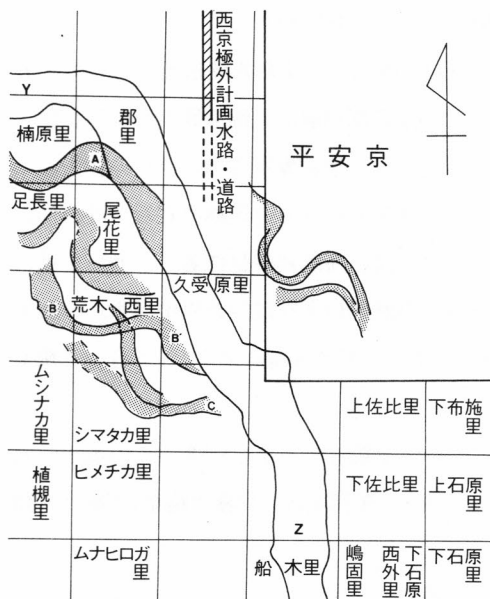 西京極外計画水路・道路
Y
郡里
楠原里
A
平安京
足長里
尾花里
久受原里
荒木西里
B
B′
ムシナカ里
C
シマタカ里
上佐比里
下布施里
ヒメチカ里
植槻里
下佐比里
上石原里
Z
ムナヒロガ里
船木里
嶋固里
下石原西外里
下石原里